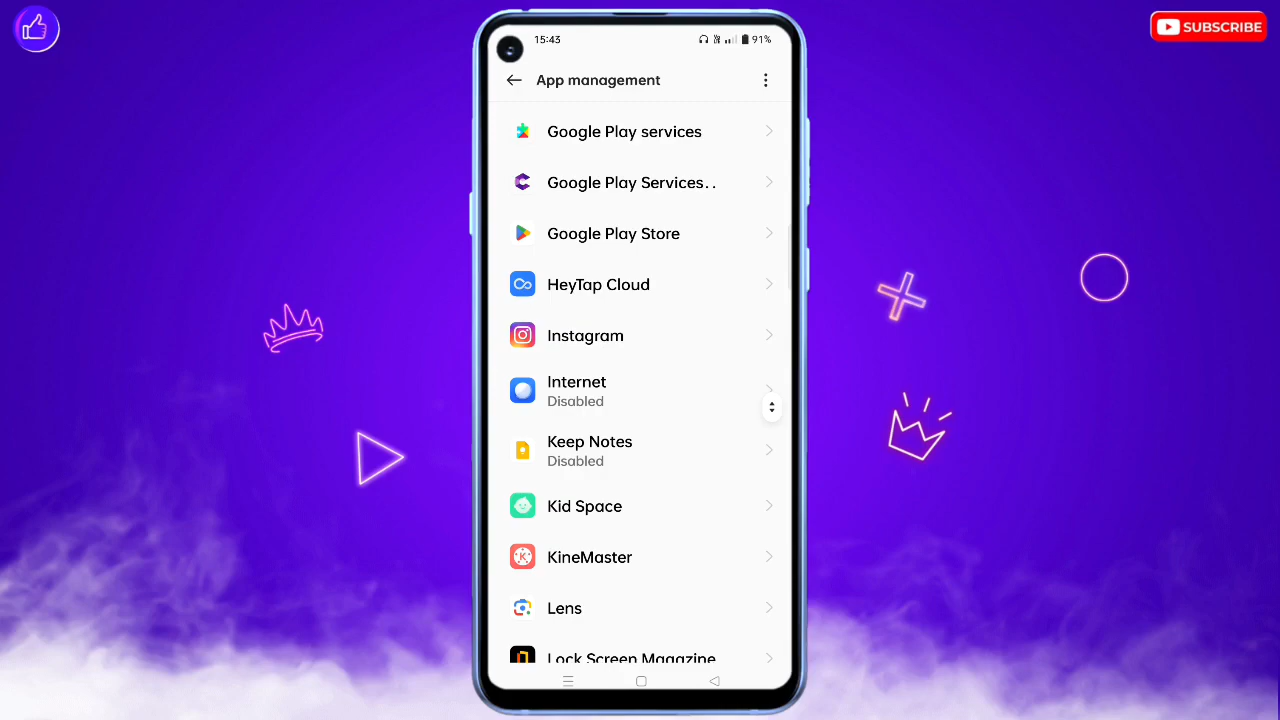 SUBSCRIBE
15:43
91%
App management
Google Play services
Google Play Services..
Google Play Store
HeyTap Cloud
Instagram
Internet
Disabled
Keep Notes
Disabled
Kid Space
KineMaster
Lens
Lock Screen Magazine